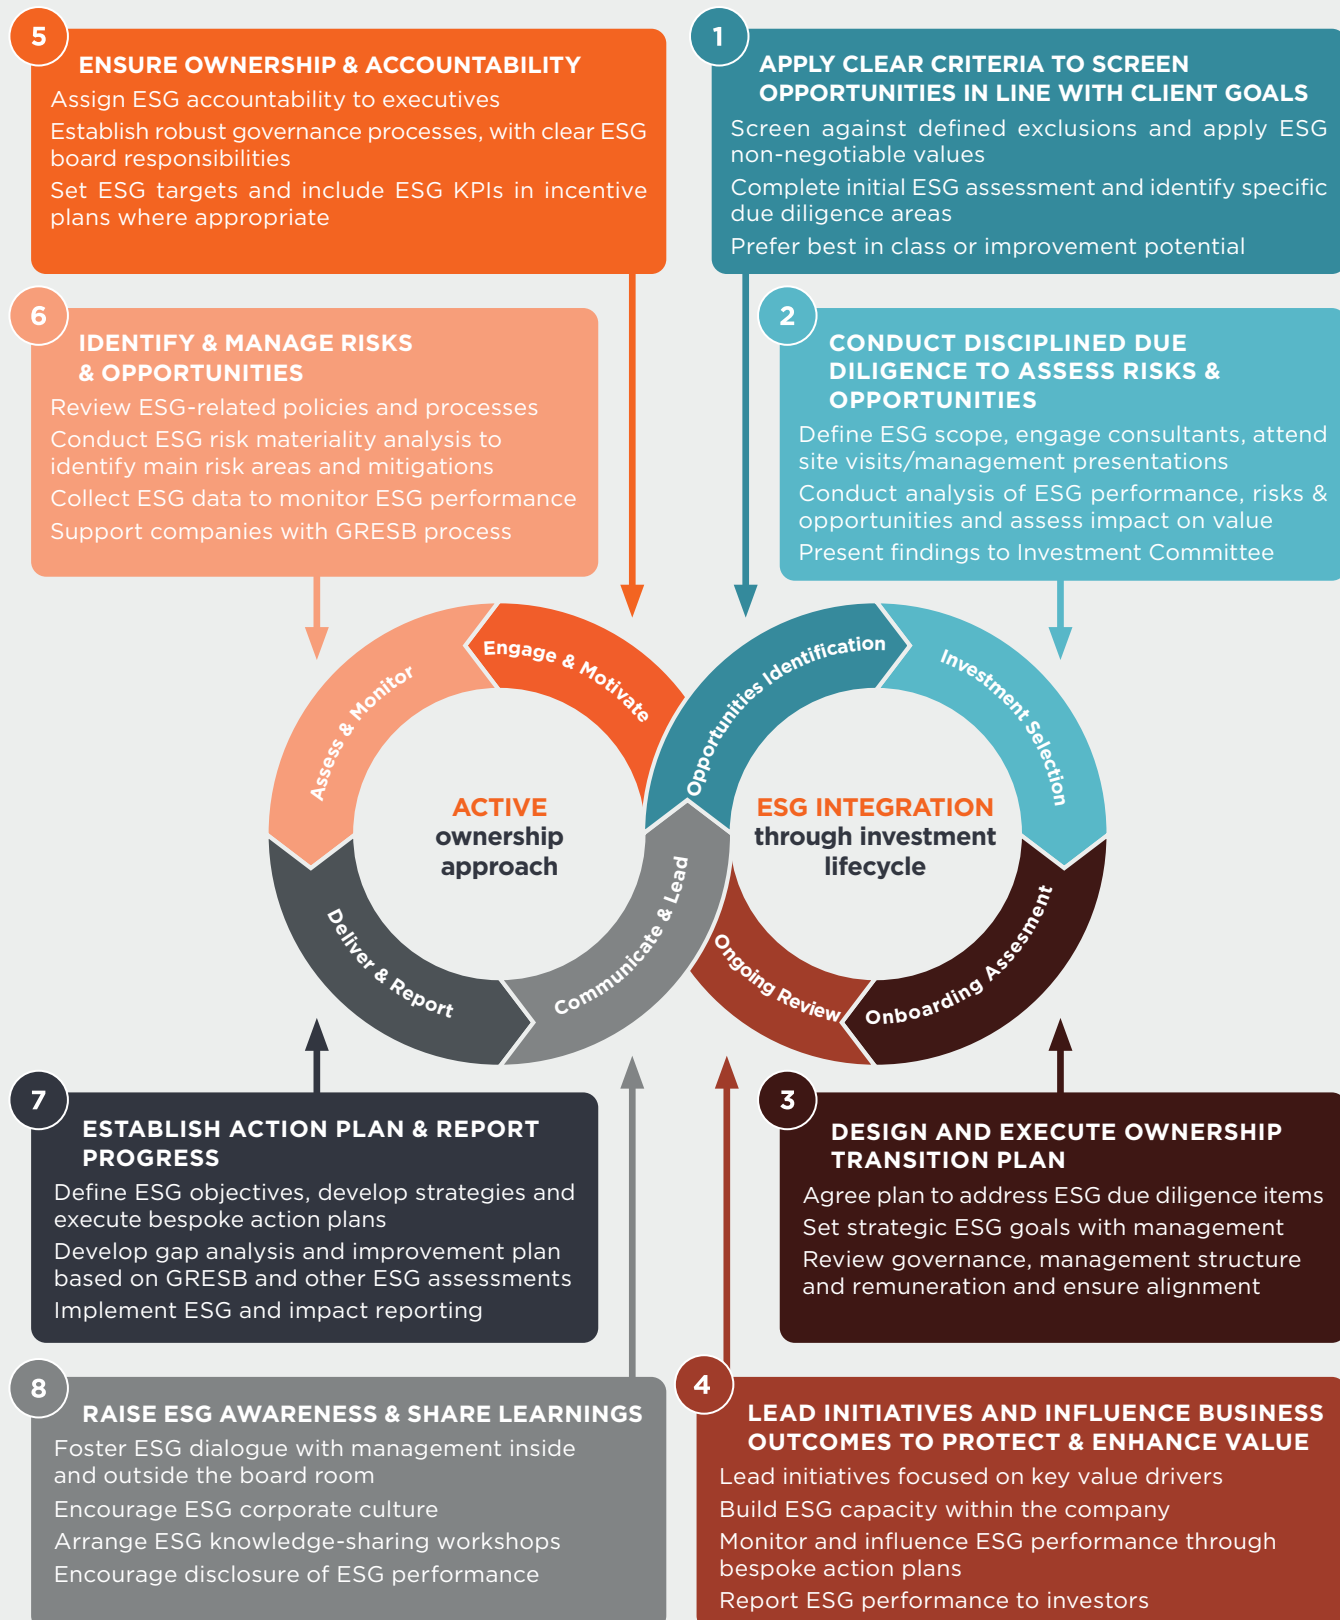 5
ENSURE OWNERSHIP & ACCOUNTABILITY
Assign ESG accountability to executives
Establish robust governance processes, with clear ESG
board responsibilities
Set ESG targets and include ESG KPIs in incentive
plans where appropriate
1
APPLY CLEAR CRITERIA TO SCREEN
OPPORTUNITIES IN LINE WITH CLIENT GOALS
Screen against defined exclusions and apply ESG
non-negotiable values
Complete initial ESG assessment and identify specific
due diligence areas
Prefer best in class or improvement potential
6
IDENTIFY & MANAGE RISKS
& OPPORTUNITIES
Review ESG-related policies and processes
Conduct ESG risk materiality analysis to
identify main risk areas and mitigations
Collect ESG data to monitor ESG performance
Support companies with GRESB process
2
CONDUCT DISCIPLINED DUE
DILIGENCE TO ASSESS RISKS &
OPPORTUNITIES
Define ESG scope, engage consultants, attend
site visits/management presentations
Conduct analysis of ESG performance, risks &
opportunities and assess impact on value
Present findings to Investment Committee
Engage & Motivate
Assess & Monitor
Deliver & Report
Communicate & Lead
ACTIVE
ownership
approach
Opportunities Identification
Investment Selection
Onboarding Assesment
Ongoing Review
ESG INTEGRATION
through investment
lifecycle
7
ESTABLISH ACTION PLAN & REPORT
PROGRESS
Define ESG objectives, develop strategies and
execute bespoke action plans
Develop gap analysis and improvement plan
based on GRESB and other ESG assessments
Implement ESG and impact reporting
3
DESIGN AND EXECUTE OWNERSHIP
TRANSITION PLAN
Agree plan to address ESG due diligence items
Set strategic ESG goals with management
Review governance, management structure
and remuneration and ensure alignment
8
RAISE ESG AWARENESS & SHARE LEARNINGS
Foster ESG dialogue with management inside
and outside the board room
Encourage ESG corporate culture
Arrange ESG knowledge-sharing workshops
Encourage disclosure of ESG performance
4
LEAD INITIATIVES AND INFLUENCE BUSINESS
OUTCOMES TO PROTECT & ENHANCE VALUE
Lead initiatives focused on key value drivers
Build ESG capacity within the company
Monitor and influence ESG performance through
bespoke action plans
Report ESG performance to investors